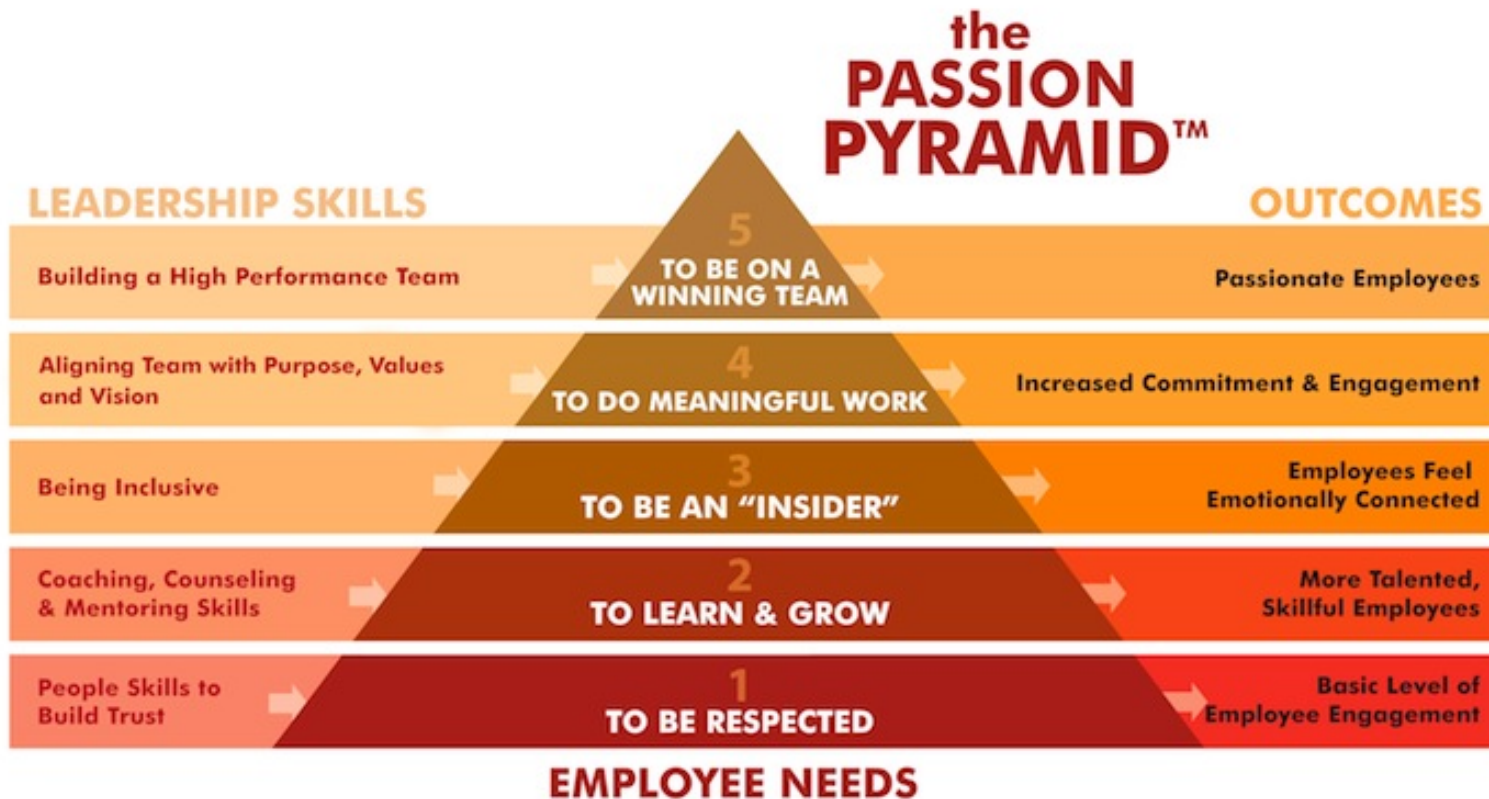 the
PASSION
PYRAMID™
LEADERSHIP SKILLS
OUTCOMES
Building a High Performance Team
5
TO BE ON A
WINNING TEAM
Passionate Employees
Aligning Team with Purpose, Values
and Vision
4
TO DO MEANINGFUL WORK
Increased Commitment & Engagement
Being Inclusive
3
TO BE AN “INSIDER”
Employees Feel
Emotionally Connected
Coaching, Counseling
& Mentoring Skills
2
TO LEARN & GROW
More Talented,
Skillful Employees
People Skills to
Build Trust
1
TO BE RESPECTED
Basic Level of
Employee Engagement
EMPLOYEE NEEDS